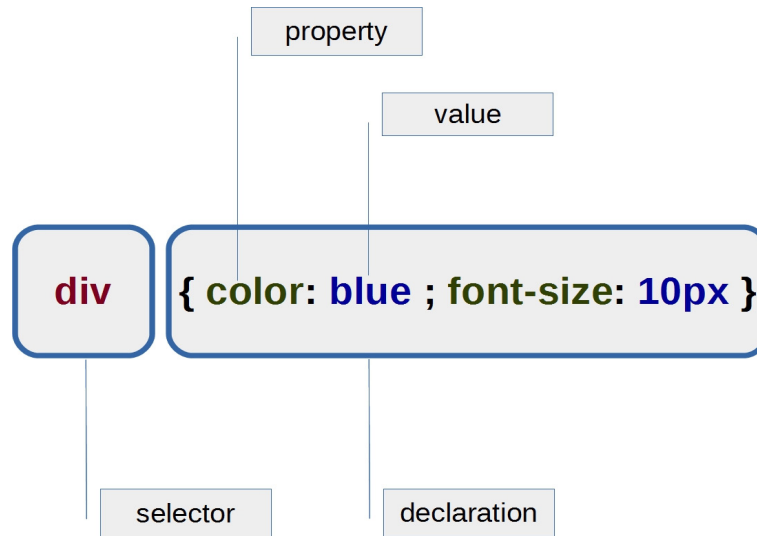 property
value
div
{ color: blue ; font-size: 10px }
selector
declaration